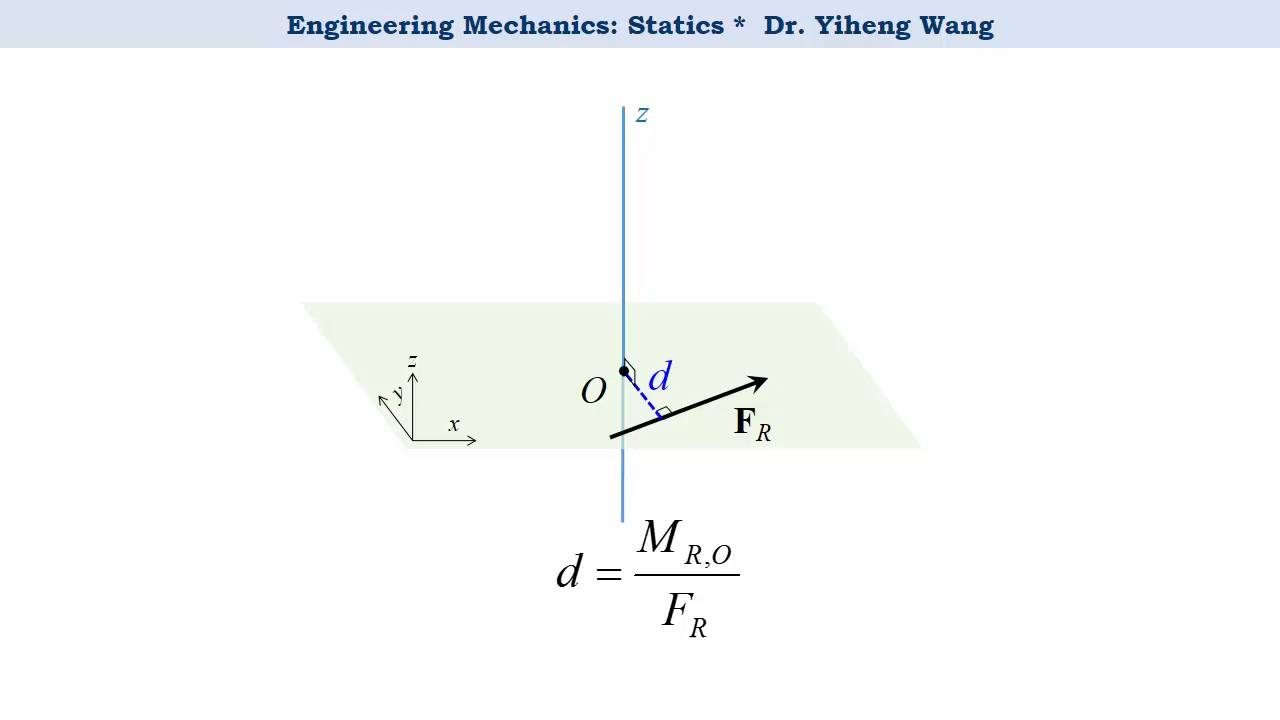 Engineering Mechanics: Statics * Dr. Yiheng Wang
z
z
y
x
O
d
F_R
d = M_{R,O} / F_R